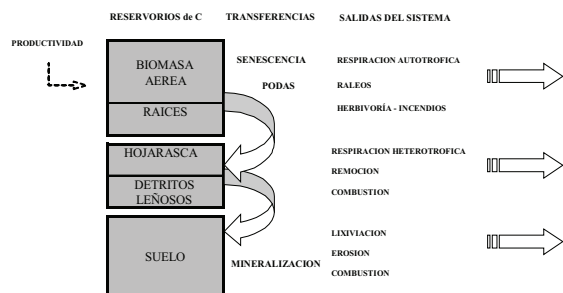 RESERVORIOS de C TRANSFERENCIAS SALIDAS DEL SISTEMA
PRODUCTIVIDAD
BIOMASA
AEREA
RAICES
SENESCENCIA
PODAS
RESPIRACION AUTOTROFICA
RALEOS
HERBIVORÍA - INCENDIOS
HOJARASCA
DETRITOS
LEÑOSOS
RESPIRACION HETEROTROFICA
REMOCION
COMBUSTION
SUELO
MINERALIZACION
LIXIVIACION
EROSION
COMBUSTION